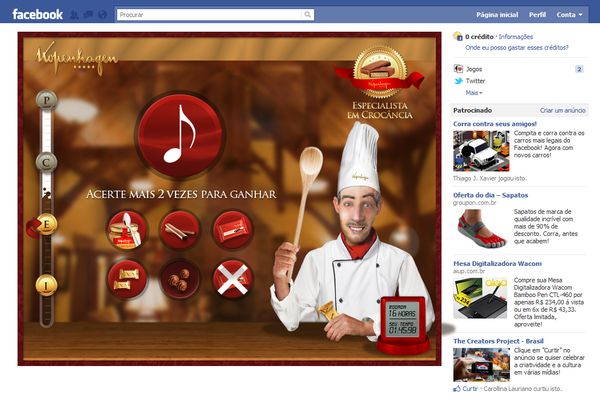 facebook
Procurar
Página inicial
Perfil
Conta
Kopenhagen
ESPECIALISTA
EM CROCÂNCIA
P
C
E
I
ACERTE MAIS 2 VEZES PARA GANHAR
Kopenhagen
16 HORAS
SEU TEMPO
01:45:98
0 crédito · Informações
Onde eu posso gastar esses créditos?
Jogos
2
Twitter
Mais
Patrocinado
Criar um anúncio
Corra contra seus amigos!
Compita e corra contra os
carros mais legais do
Facebook! Agora com
novos carros!
Thiago J. Xavier jogou isto.
Oferta do dia – Sapatos
groupon.com.br
Sapatos de marca de
qualidade incrível com
mais de 90% de
desconto. Corra, antes
que acabem!
Mesa Digitalizadora Wacom
aiup.com.br
Compre sua Mesa
Digitalizadora Wacom
Bamboo Pen CTL-460 por
apenas R$ 234,00 á vista
ou em 6x de R$ 43,33.
Oferta limitada,
aproveite!
The Creators Project - Brasil
Clique em "Curtir" no
anúncio se quiser celebrar
a criatividade e a cultura
em várias mídias!
Curtir · Carollina Lauriano curtiu isto.